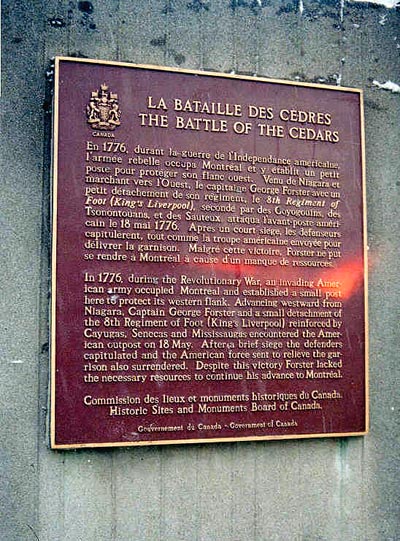 CANADA
LA BATAILLE DES CÈDRES
THE BATTLE OF THE CEDARS
En 1776, durant la guerre de l'Indépendance américaine,
l'armée rebelle occupa Montréal et y établit un petit
poste pour protéger son flanc ouest. Venu de Niagara et
marchant vers l'Ouest, le capitaine George Forster avec un
petit détachement de son régiment, le 8th Regiment of
Foot (King's Liverpool), secondé par des Goyogouins, des
Tsonontouans, et des Sauteux, attaqua l'avant-poste améri-
cain le 18 mai 1776. Après un court siège, les défenseurs
capitulèrent, tout comme la troupe américaine envoyée pour
délivrer la garnison. Malgré cette victoire, Forster ne put
se rendre à Montréal à cause d'un manque de ressources.
In 1776, during the Revolutionary War, an invading Amer-
ican army occupied Montréal and established a small post
here to protect its western flank. Advancing westward from
Niagara, Captain George Forster and a small detachment of
the 8th Regiment of Foot (King's Liverpool) reinforced by
Cayugas, Senecas and Mississaugas encountered the Amer-
ican outpost on 18 May. After a brief siege the defenders
capitulated and the American force sent to relieve the gar-
rison also surrendered. Despite this victory Forster lacked
the necessary resources to continue his advance to Montréal.
Commission des lieux et monuments historiques du Canada.
Historic Sites and Monuments Board of Canada.
Gouvernement du Canada - Government of Canada